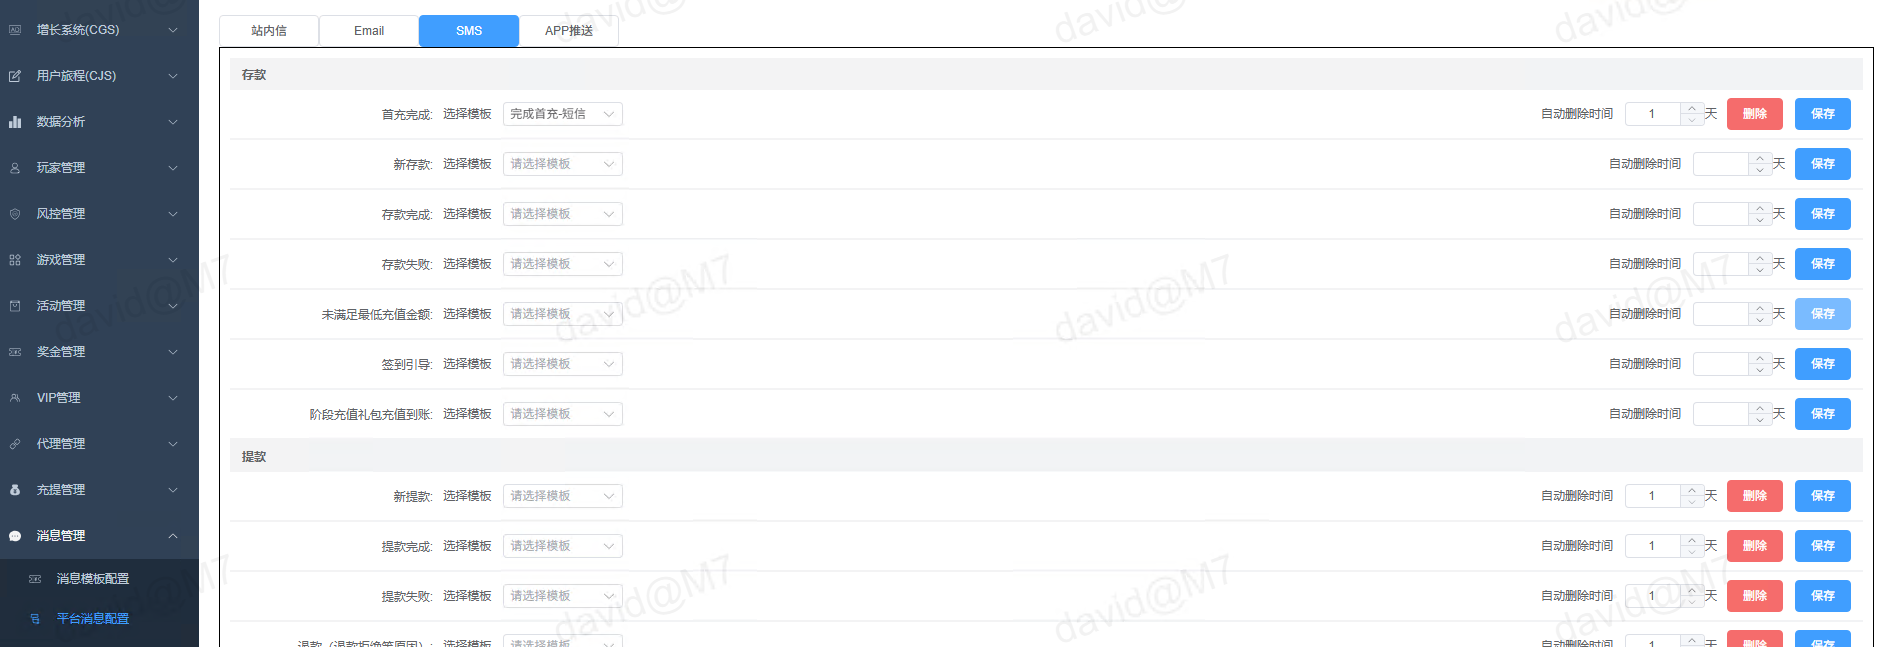 增长系统(CGS)
用户旅程(CJS)
数据分析
玩家管理
风控管理
游戏管理
活动管理
奖金管理
VIP管理
代理管理
充提管理
消息管理
消息模板配置
平台消息配置
站内信 Email SMS APP推送
存款
首充完成: 选择模板 完成首充-短信 自动删除时间 1 天 删除 保存
新存款: 选择模板 请选择模板 自动删除时间 天 保存
存款完成: 选择模板 请选择模板 自动删除时间 天 保存
存款失败: 选择模板 请选择模板 自动删除时间 天 保存
未满足最低充值金额: 选择模板 请选择模板 自动删除时间 天 保存
签到引导: 选择模板 请选择模板 自动删除时间 天 保存
阶段充值礼包充值到账: 选择模板 请选择模板 自动删除时间 天 保存
提款
新提款: 选择模板 请选择模板 自动删除时间 1 天 删除 保存
提款完成: 选择模板 请选择模板 自动删除时间 1 天 删除 保存
提款失败: 选择模板 请选择模板 自动删除时间 1 天 删除 保存
退款（退款拒绝等原因）: 选择模板 请选择模板 自动删除时间 1 天 删除 保存
david@M7
david@M7
david@M7
david@M7
david@M7
david@M7
david@M7
david@M7